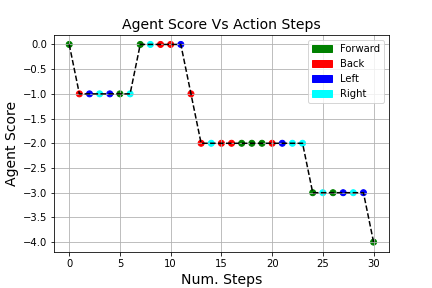 Agent Score Vs Action Steps
Agent Score
0.0
−0.5
−1.0
−1.5
−2.0
−2.5
−3.0
−3.5
−4.0
Forward
Back
Left
Right
0 5 10 15 20 25 30
Num. Steps